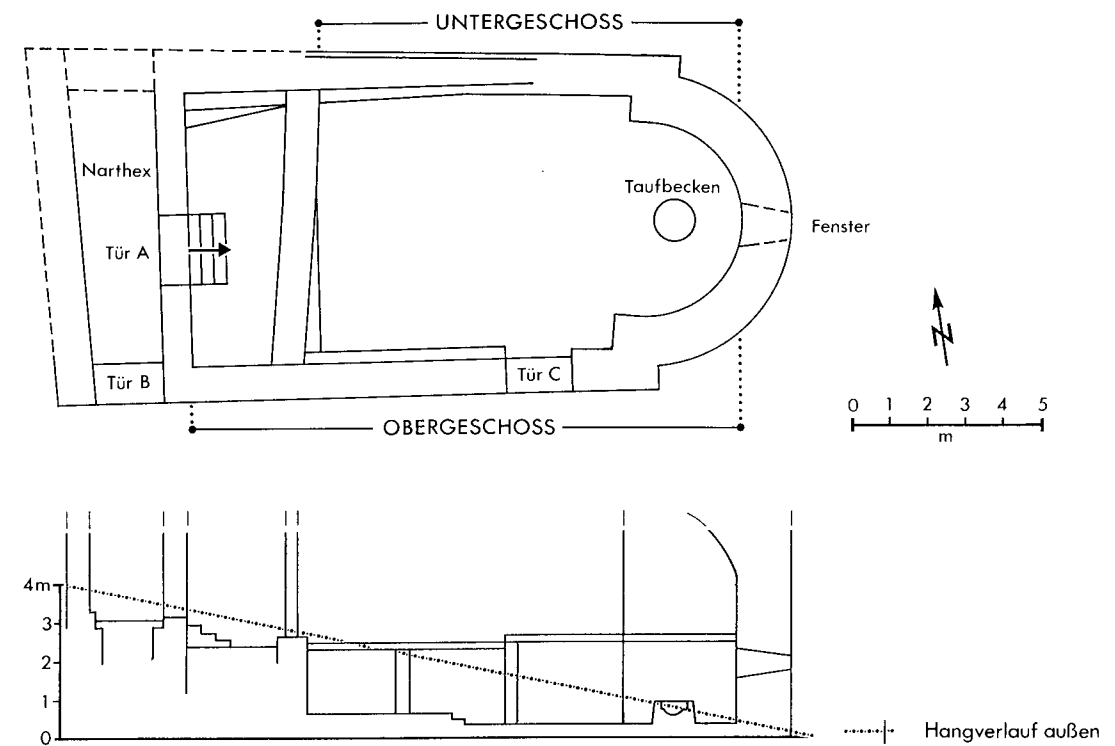 UNTERGESCHOSS
Narthex
Taufbecken
Tür A
Fenster
Tür B
Tür C
OBERGESCHOSS
0 1 2 3 4 5
m
4m
3
2
1
0
Hangverlauf außen